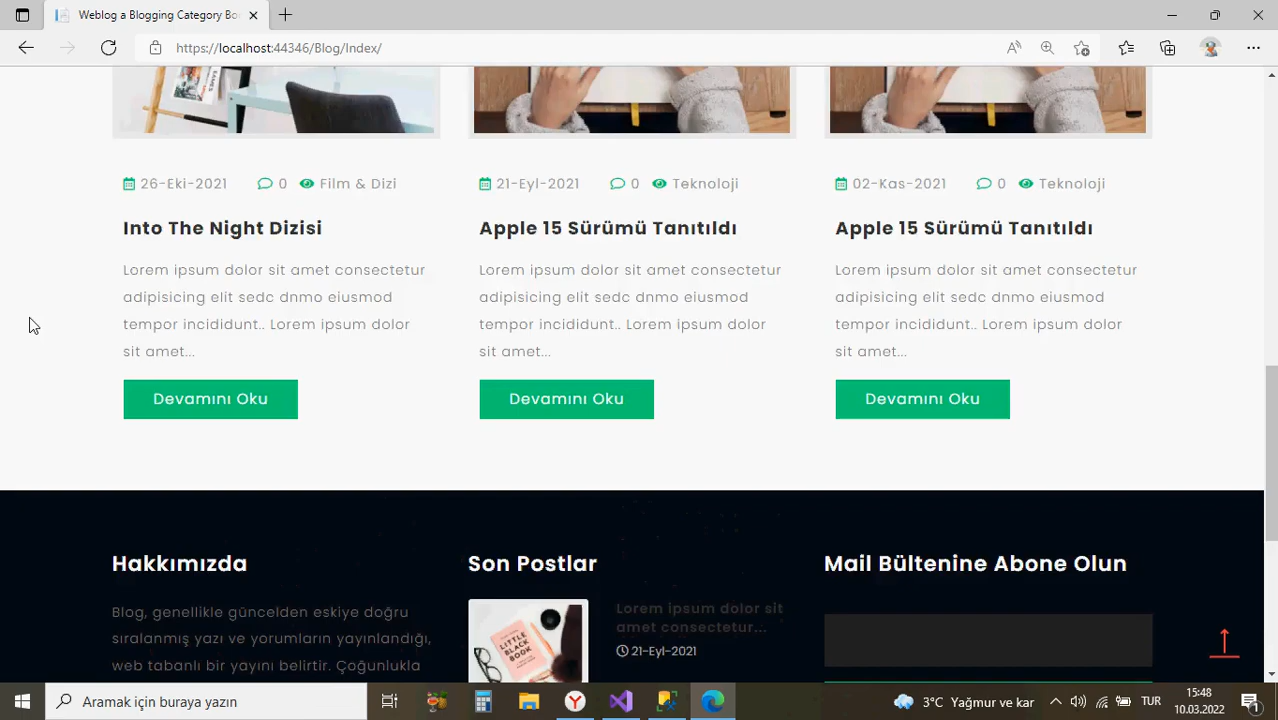 Weblog a Blogging Category Bo
https://localhost:44346/Blog/Index/
26-Eki-2021 0 Film & Dizi
Into The Night Dizisi
Lorem ipsum dolor sit amet consectetur
adipisicing elit sedc dnmo eiusmod
tempor incididunt.. Lorem ipsum dolor
sit amet...
Devamını Oku
21-Eyl-2021 0 Teknoloji
Apple 15 Sürümü Tanıtıldı
Lorem ipsum dolor sit amet consectetur
adipisicing elit sedc dnmo eiusmod
tempor incididunt.. Lorem ipsum dolor
sit amet...
Devamını Oku
02-Kas-2021 0 Teknoloji
Apple 15 Sürümü Tanıtıldı
Lorem ipsum dolor sit amet consectetur
adipisicing elit sedc dnmo eiusmod
tempor incididunt.. Lorem ipsum dolor
sit amet...
Devamını Oku
Hakkımızda
Blog, genellikle güncelden eskiye doğru
sıralanmış yazı ve yorumların yayınlandığı,
web tabanlı bir yayını belirtir. Çoğunlukla
Son Postlar
LITTLE
BLACK
BOOK
Lorem ipsum dolor sit
amet consectetur...
21-Eyl-2021
Mail Bültenine Abone Olun
Aramak için buraya yazın
3°C Yağmur ve kar
TUR
15:48
10.03.2022
1